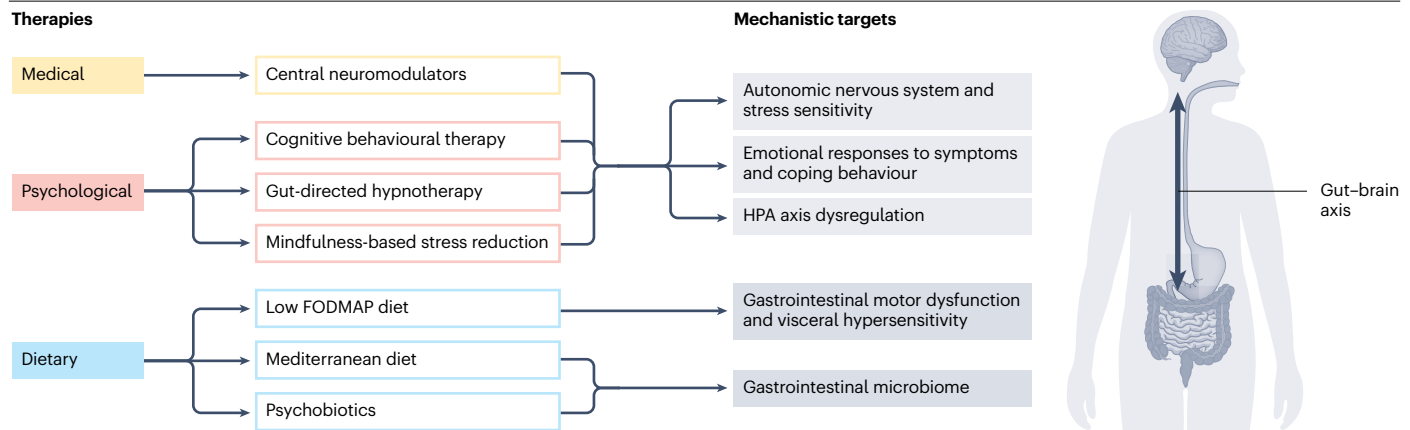 Therapies
Mechanistic targets
Medical
Central neuromodulators
Autonomic nervous system and
stress sensitivity
Psychological
Cognitive behavioural therapy
Gut-directed hypnotherapy
Mindfulness-based stress reduction
Emotional responses to symptoms
and coping behaviour
HPA axis dysregulation
Gut–brain
axis
Dietary
Low FODMAP diet
Mediterranean diet
Psychobiotics
Gastrointestinal motor dysfunction
and visceral hypersensitivity
Gastrointestinal microbiome